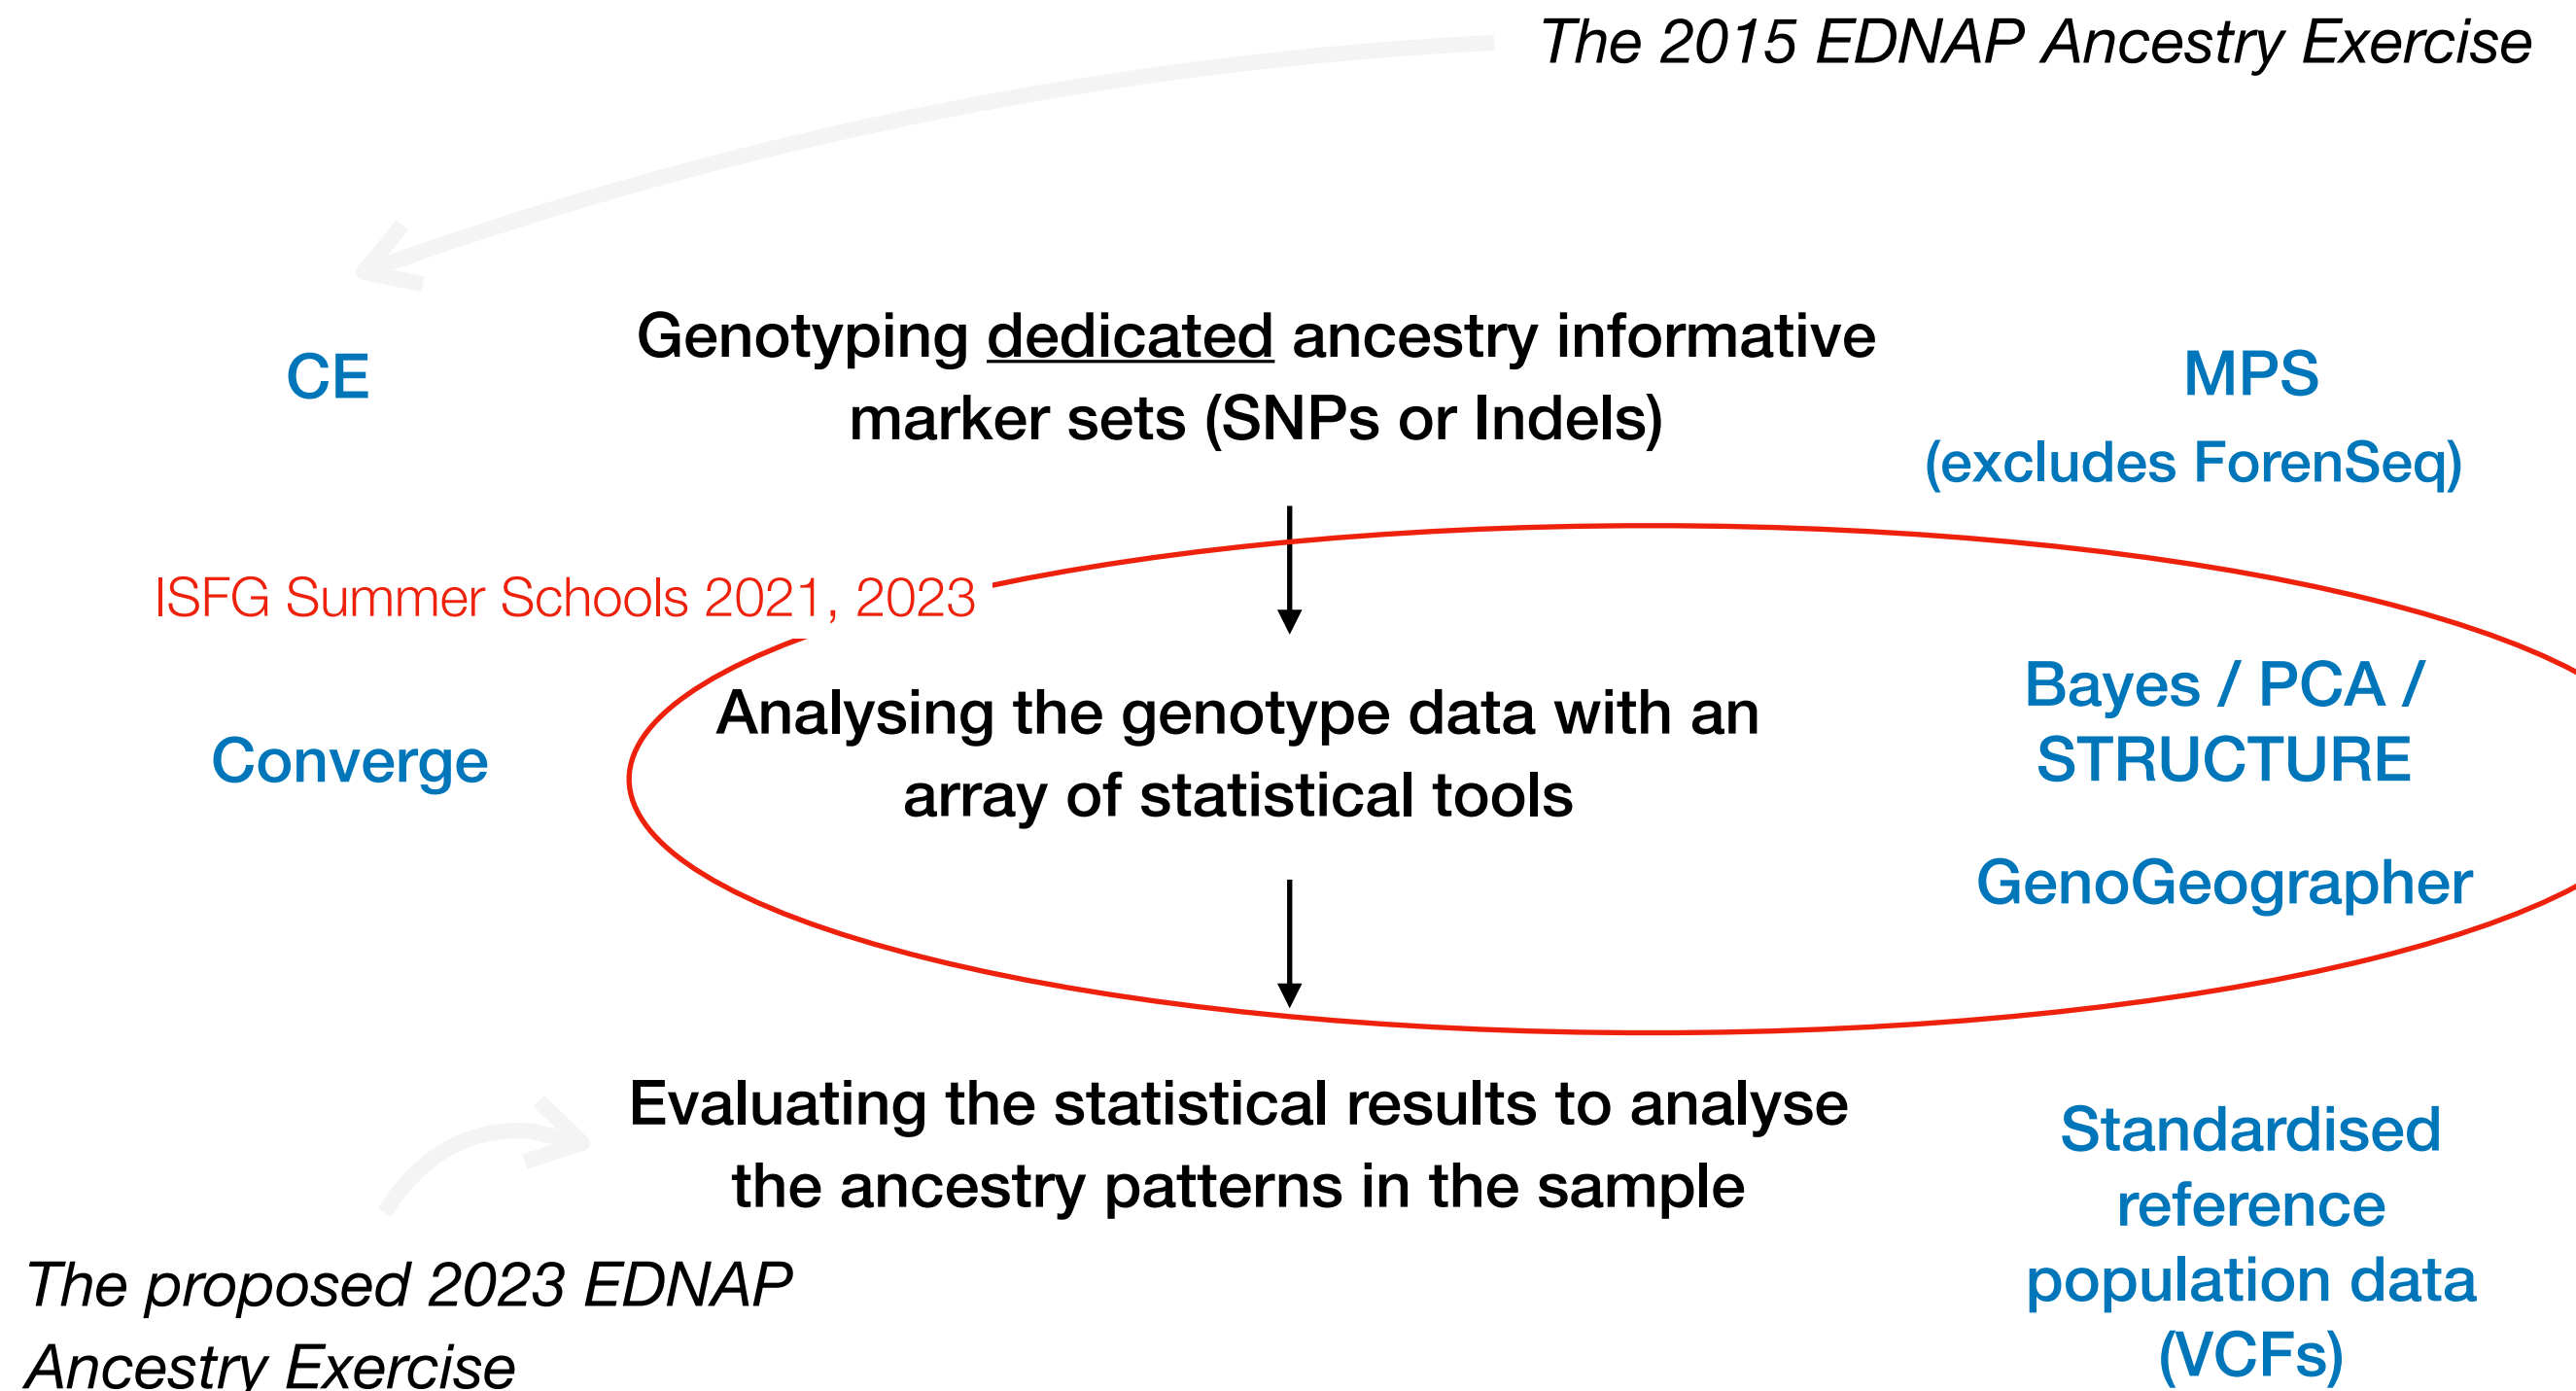 The 2015 EDNAP Ancestry Exercise
CE
Genotyping dedicated ancestry informative
marker sets (SNPs or Indels)
MPS
(excludes ForenSeq)
ISFG Summer Schools 2021, 2023
Converge
Analysing the genotype data with an
array of statistical tools
Bayes / PCA /
STRUCTURE
GenoGeographer
Evaluating the statistical results to analyse
the ancestry patterns in the sample
Standardised
reference
population data
(VCFs)
The proposed 2023 EDNAP
Ancestry Exercise